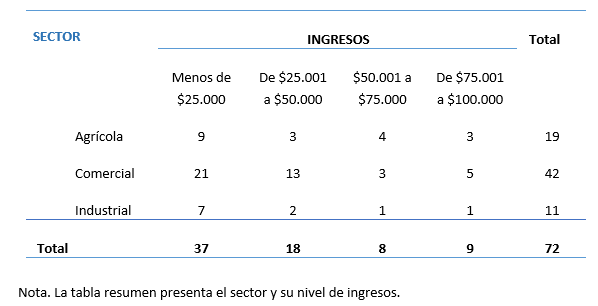 SECTOR INGRESOS Total
Menos de $25.000 De $25.001 a $50.000 $50.001 a $75.000 De $75.001 a $100.000
Agrícola 9 3 4 3 19
Comercial 21 13 3 5 42
Industrial 7 2 1 1 11
Total 37 18 8 9 72
Nota. La tabla resumen presenta el sector y su nivel de ingresos.